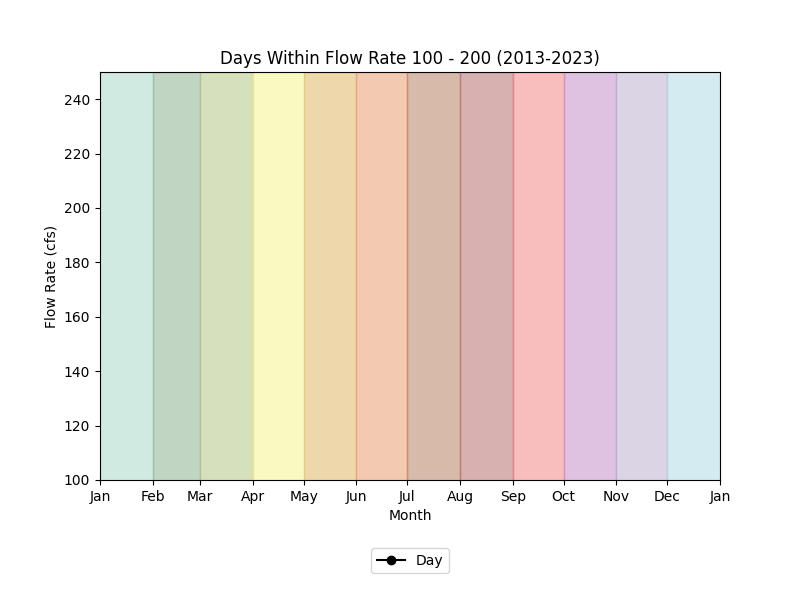 Days Within Flow Rate 100 - 200 (2013-2023)
240
220
200
180
160
140
120
100
Flow Rate (cfs)
Jan Feb Mar Apr May Jun Jul Aug Sep Oct Nov Dec Jan
Month
Day